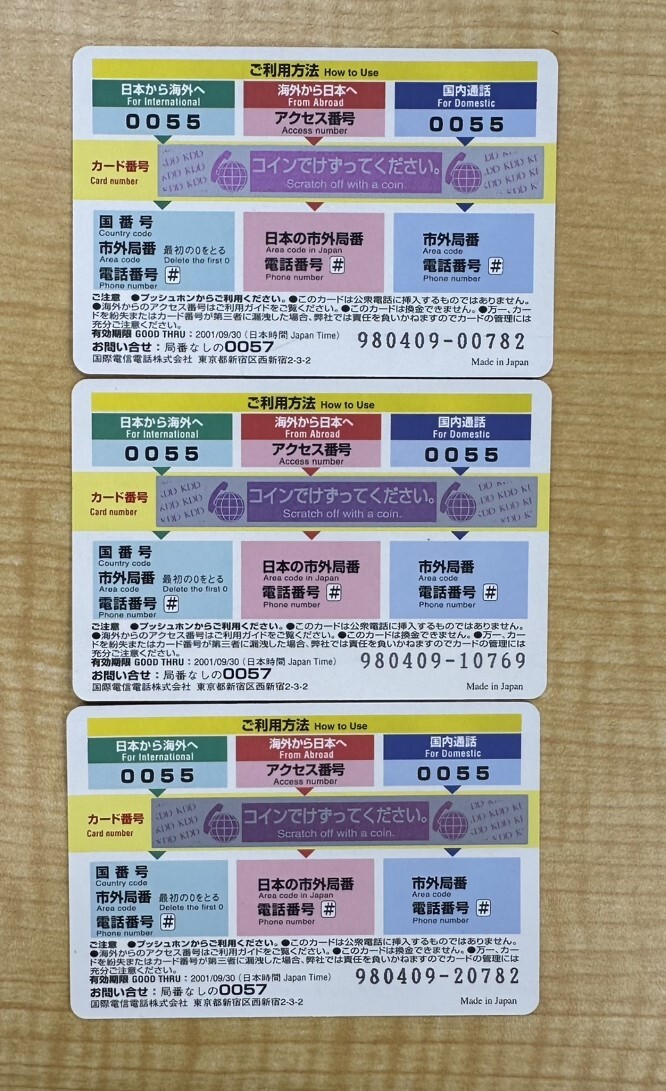 ご利用方法 How to Use
日本から海外へ 海外から日本へ 国内通話
For International From Abroad For Domestic
0055 アクセス番号 0055
Access number
カード番号 コインでけずってください。
Card number Scratch off with a coin.
KDD KDD
国番号
Country code
市外局番 最初の0をとる 日本の市外局番 市外局番
Area code Delete the first 0 Area code in Japan Area code
電話番号 # 電話番号 # 電話番号 #
Phone number Phone number Phone number
ご注意 ●プッシュホンからご利用ください。●このカードは公衆電話に挿入するものではありません。
●海外からのアクセス番号はご利用ガイドをご覧ください。●このカードは換金できません。●万一、カー
ドを紛失またはカード番号が第三者に漏洩した場合、弊社では責任を負いかねますのでカードの管理には
充分ご注意ください。
有効期限 GOOD THRU : 2001/09/30 (日本時間 Japan Time) 980409-00782
お問い合せ : 局番なしの0057
国際電信電話株式会社 東京都新宿区西新宿2-3-2 Made in Japan
ご利用方法 How to Use
日本から海外へ 海外から日本へ 国内通話
For International From Abroad For Domestic
0055 アクセス番号 0055
Access number
カード番号 コインでけずってください。
Card number Scratch off with a coin.
KDD KDD
国番号
Country code
市外局番 最初の0をとる 日本の市外局番 市外局番
Area code Delete the first 0 Area code in Japan Area code
電話番号 # 電話番号 # 電話番号 #
Phone number Phone number Phone number
ご注意 ●プッシュホンからご利用ください。●このカードは公衆電話に挿入するものではありません。
●海外からのアクセス番号はご利用ガイドをご覧ください。●このカードは換金できません。●万一、カー
ドを紛失またはカード番号が第三者に漏洩した場合、弊社では責任を負いかねますのでカードの管理には
充分ご注意ください。
有効期限 GOOD THRU : 2001/09/30 (日本時間 Japan Time) 980409-10769
お問い合せ : 局番なしの0057
国際電信電話株式会社 東京都新宿区西新宿2-3-2 Made in Japan
ご利用方法 How to Use
日本から海外へ 海外から日本へ 国内通話
For International From Abroad For Domestic
0055 アクセス番号 0055
Access number
カード番号 コインでけずってください。
Card number Scratch off with a coin.
KDD KDD
国番号
Country code
市外局番 最初の0をとる 日本の市外局番 市外局番
Area code Delete the first 0 Area code in Japan Area code
電話番号 # 電話番号 # 電話番号 #
Phone number Phone number Phone number
ご注意 ●プッシュホンからご利用ください。●このカードは公衆電話に挿入するものではありません。
●海外からのアクセス番号はご利用ガイドをご覧ください。●このカードは換金できません。●万一、カー
ドを紛失またはカード番号が第三者に漏洩した場合、弊社では責任を負いかねますのでカードの管理には
充分ご注意ください。
有効期限 GOOD THRU : 2001/09/30 (日本時間 Japan Time) 980409-20782
お問い合せ : 局番なしの0057
国際電信電話株式会社 東京都新宿区西新宿2-3-2 Made in Japan